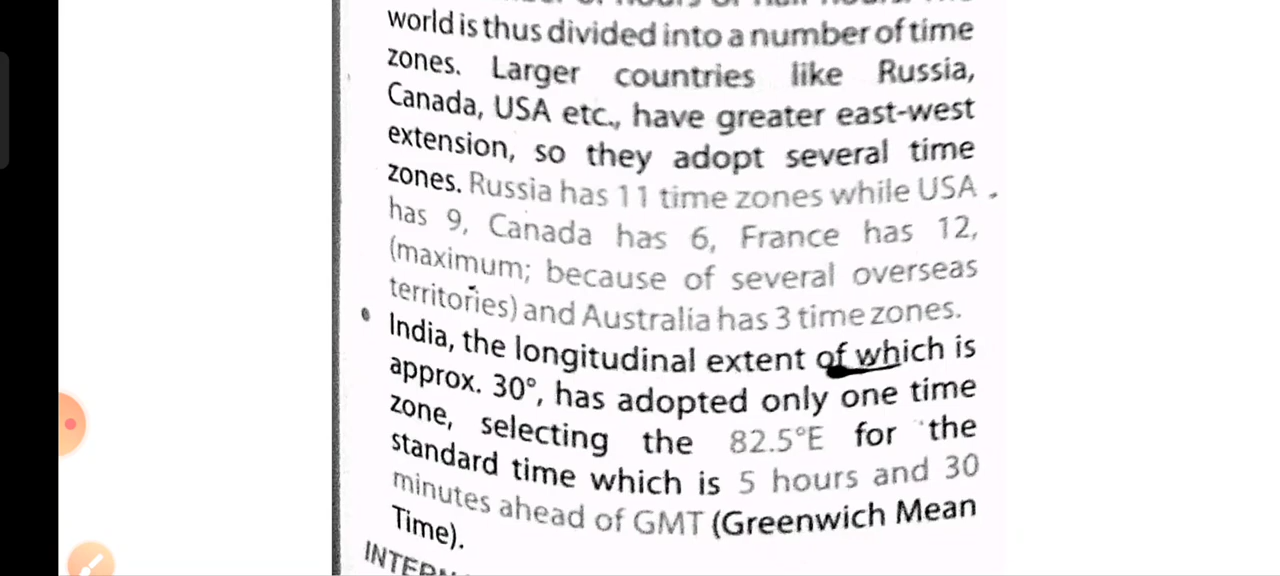 world is thus divided into a number of time
zones. Larger countries like Russia,
Canada, USA etc., have greater east-west
extension, so they adopt several time
zones. Russia has 11 time zones while USA
has 9, Canada has 6, France has 12,
(maximum; because of several overseas
territories) and Australia has 3 time zones.
• India, the longitudinal extent of which is
approx. 30°, has adopted only one time
zone, selecting the 82.5°E for the
standard time which is 5 hours and 30
minutes ahead of GMT (Greenwich Mean
Time).